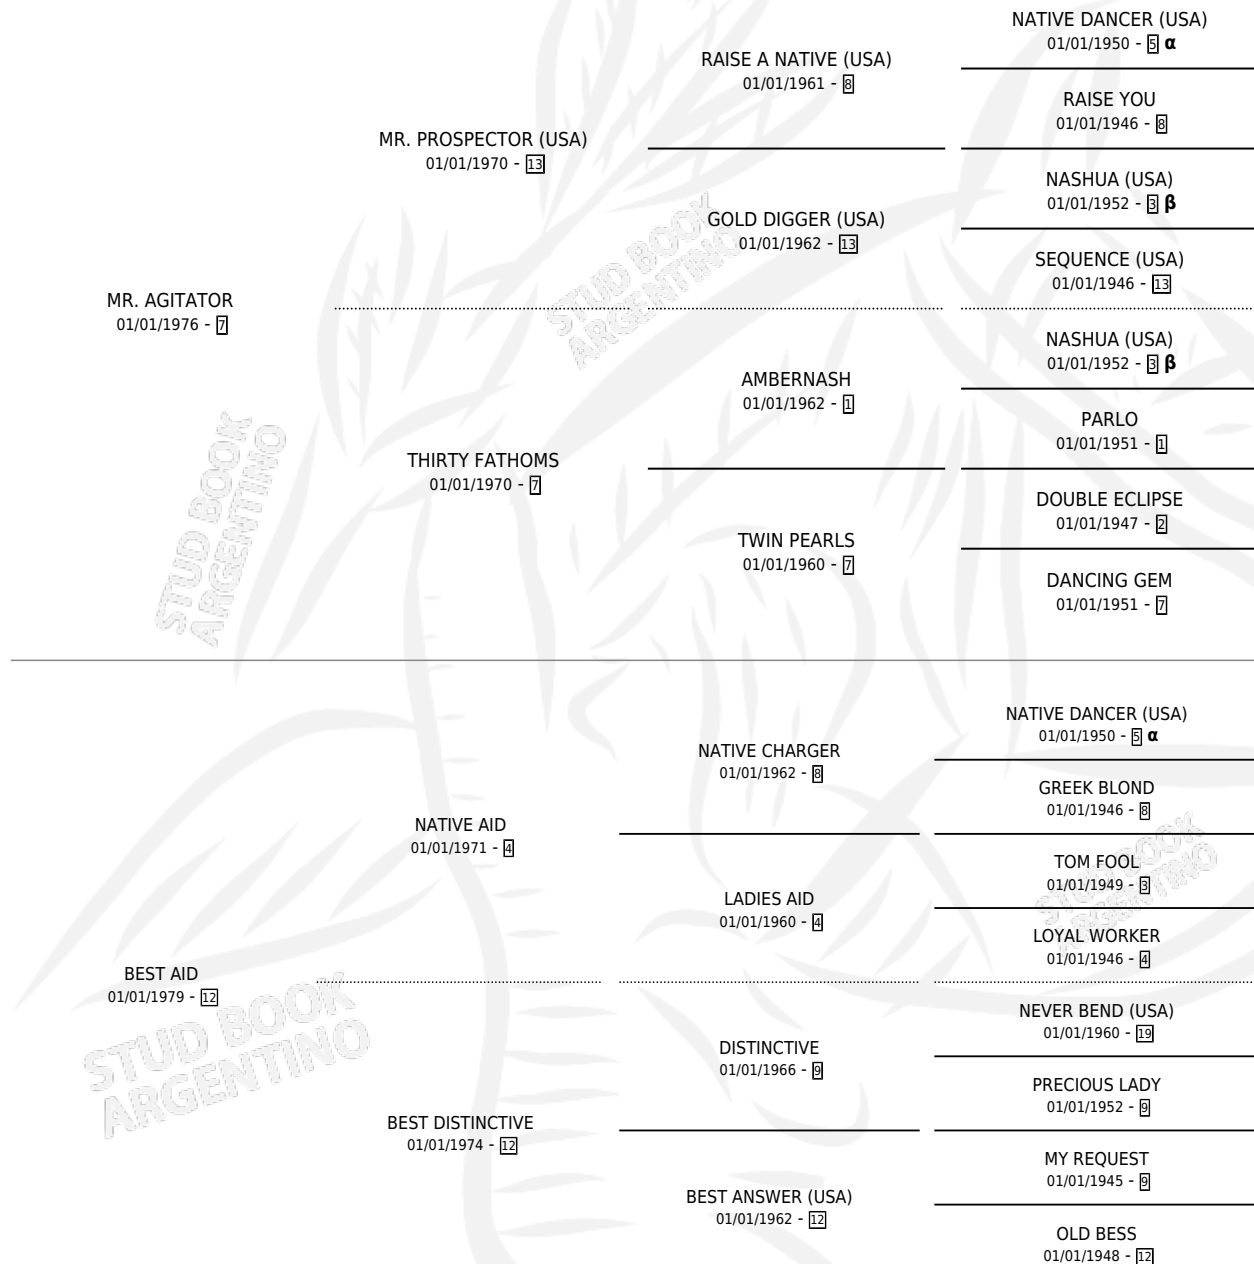 NATIVE DANCER (USA)
01/01/1950 - 5 α
RAISE A NATIVE (USA)
01/01/1961 - 8
RAISE YOU
01/01/1946 - 8
MR. PROSPECTOR (USA)
01/01/1970 - 13
NASHUA (USA)
01/01/1952 - 3 β
GOLD DIGGER (USA)
01/01/1962 - 13
SEQUENCE (USA)
01/01/1946 - 13
MR. AGITATOR
01/01/1976 - 7
NASHUA (USA)
01/01/1952 - 3 β
AMBERNASH
01/01/1962 - 1
PARLO
01/01/1951 - 1
THIRTY FATHOMS
01/01/1970 - 7
DOUBLE ECLIPSE
01/01/1947 - 2
TWIN PEARLS
01/01/1960 - 7
DANCING GEM
01/01/1951 - 7
STUD BOOK
ARGENTINO
STUD BOOK
ARGENTINO
NATIVE DANCER (USA)
01/01/1950 - 5 α
NATIVE CHARGER
01/01/1962 - 8
GREEK BLOND
01/01/1946 - 8
NATIVE AID
01/01/1971 - 4
TOM FOOL
01/01/1949 - 3
LADIES AID
01/01/1960 - 4
LOYAL WORKER
01/01/1946 - 4
BEST AID
01/01/1979 - 12
NEVER BEND (USA)
01/01/1960 - 19
DISTINCTIVE
01/01/1966 - 9
PRECIOUS LADY
01/01/1952 - 9
BEST DISTINCTIVE
01/01/1974 - 12
MY REQUEST
01/01/1945 - 9
BEST ANSWER (USA)
01/01/1962 - 12
OLD BESS
01/01/1948 - 12
STUD BOOK
ARGENTINO
STUD BOOK
ARGENTINO